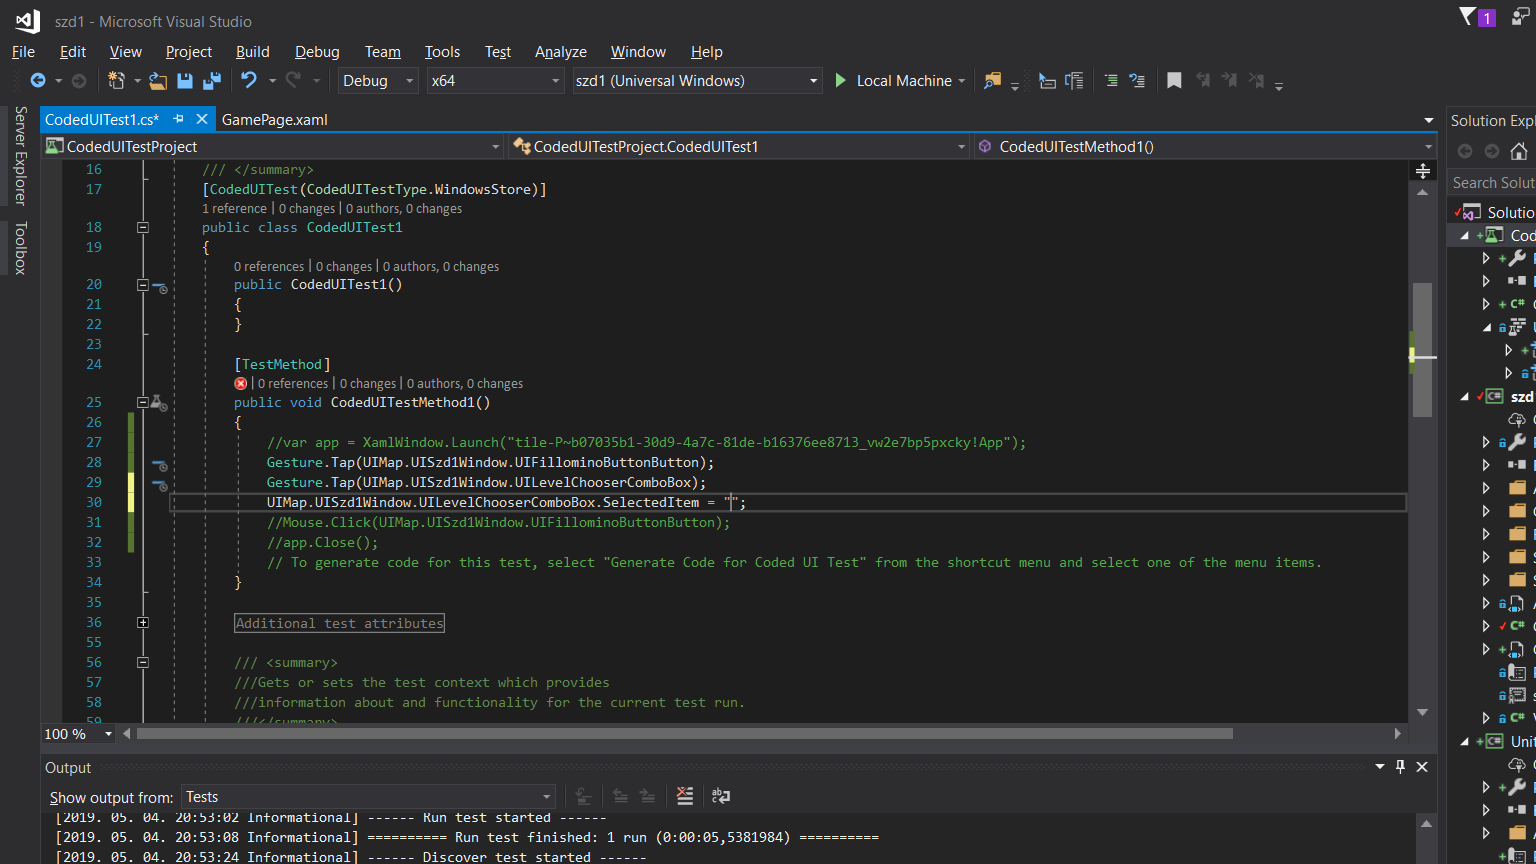 szd1 - Microsoft Visual Studio
1
File Edit View Project Build Debug Team Tools Test Analyze Window Help
Debug x64 szd1 (Universal Windows) Local Machine
Server Explorer
Toolbox
CodedUITest1.cs* GamePage.xaml
CodedUITestProject CodedUITestProject.CodedUITest1 CodedUITestMethod1()
16 /// </summary>
17 [CodedUITest(CodedUITestType.WindowsStore)]
1 reference | 0 changes | 0 authors, 0 changes
18 public class CodedUITest1
19 {
0 references | 0 changes | 0 authors, 0 changes
20 public CodedUITest1()
21 {
22 }
23
24 [TestMethod]
| 0 references | 0 changes | 0 authors, 0 changes
25 public void CodedUITestMethod1()
26 {
27 //var app = XamlWindow.Launch("tile-P~b07035b1-30d9-4a7c-81de-b16376ee8713_vw2e7bp5pxcky!App");
28 Gesture.Tap(UIMap.UISzd1Window.UIFillominoButtonButton);
29 Gesture.Tap(UIMap.UISzd1Window.UILevelChooserComboBox);
30 UIMap.UISzd1Window.UILevelChooserComboBox.SelectedItem = "";
31 //Mouse.Click(UIMap.UISzd1Window.UIFillominoButtonButton);
32 //app.Close();
33 // To generate code for this test, select "Generate Code for Coded UI Test" from the shortcut menu and select one of the menu items.
34 }
35
36 Additional test attributes
55
56 /// <summary>
57 ///Gets or sets the test context which provides
58 ///information about and functionality for the current test run.
59 ///</summary>
100 %
Output
Show output from: Tests
[2019. 05. 04. 20:53:02 Informational] ------ Run test started ------
[2019. 05. 04. 20:53:08 Informational] ========== Run test finished: 1 run (0:00:05,5381984) ==========
[2019. 05. 04. 20:53:24 Informational] ------ Discover test started ------
Solution Expl
Search Solut
Solutio
Cod
szd
Unit